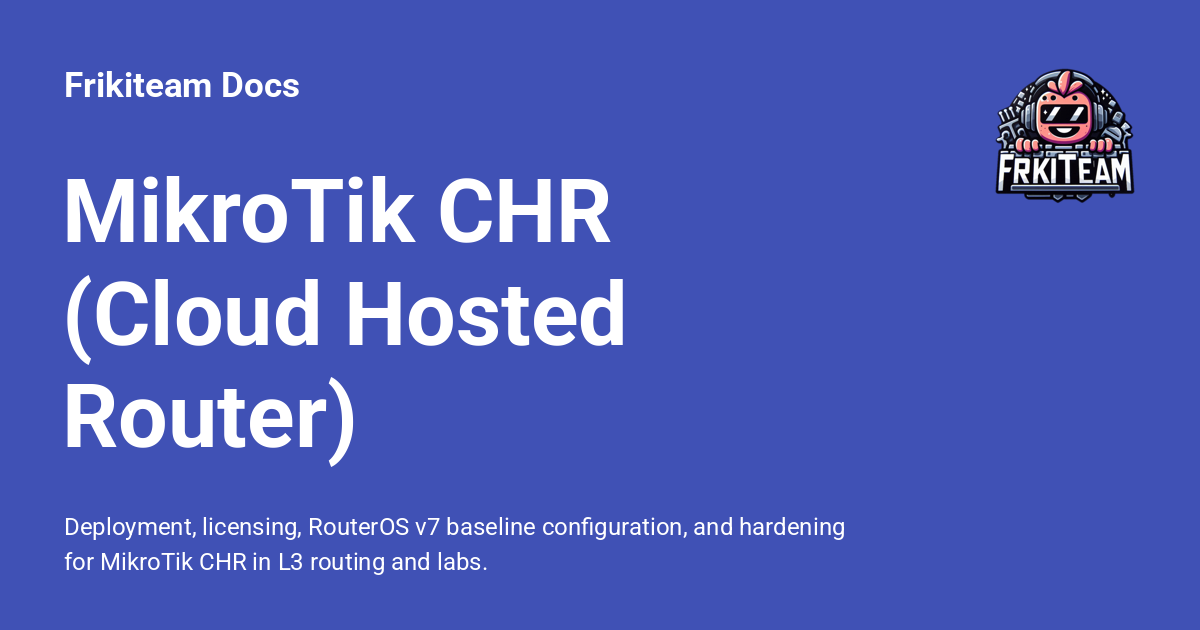 Frikiteam Docs
FRKITEAM
MikroTik CHR
(Cloud Hosted
Router)
Deployment, licensing, RouterOS v7 baseline configuration, and hardening
for MikroTik CHR in L3 routing and labs.